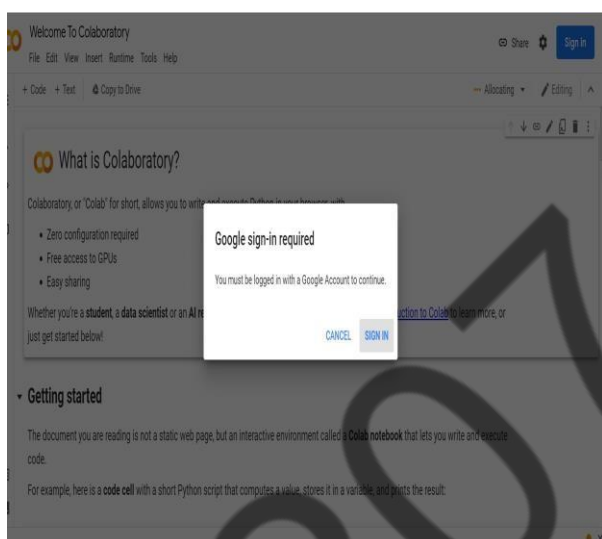 Welcome To Colaboratory
File Edit View Insert Runtime Tools Help
Share
Sign in
+ Code + Text Copy to Drive
Allocating
Editing
What is Colaboratory?
Colaboratory, or "Colab" for short, allows you to write and execute Python in your browser, with
Zero configuration required
Free access to GPUs
Easy sharing
Google sign-in required
You must be logged in with a Google Account to continue.
CANCEL SIGN IN
Whether you're a student, a data scientist or an AI re
uction to Colab to learn more, or
just get started below!
Getting started
The document you are reading is not a static web page, but an interactive environment called a Colab notebook that lets you write and execute
code.
For example, here is a code cell with a short Python script that computes a value, stores it in a variable, and prints the result: